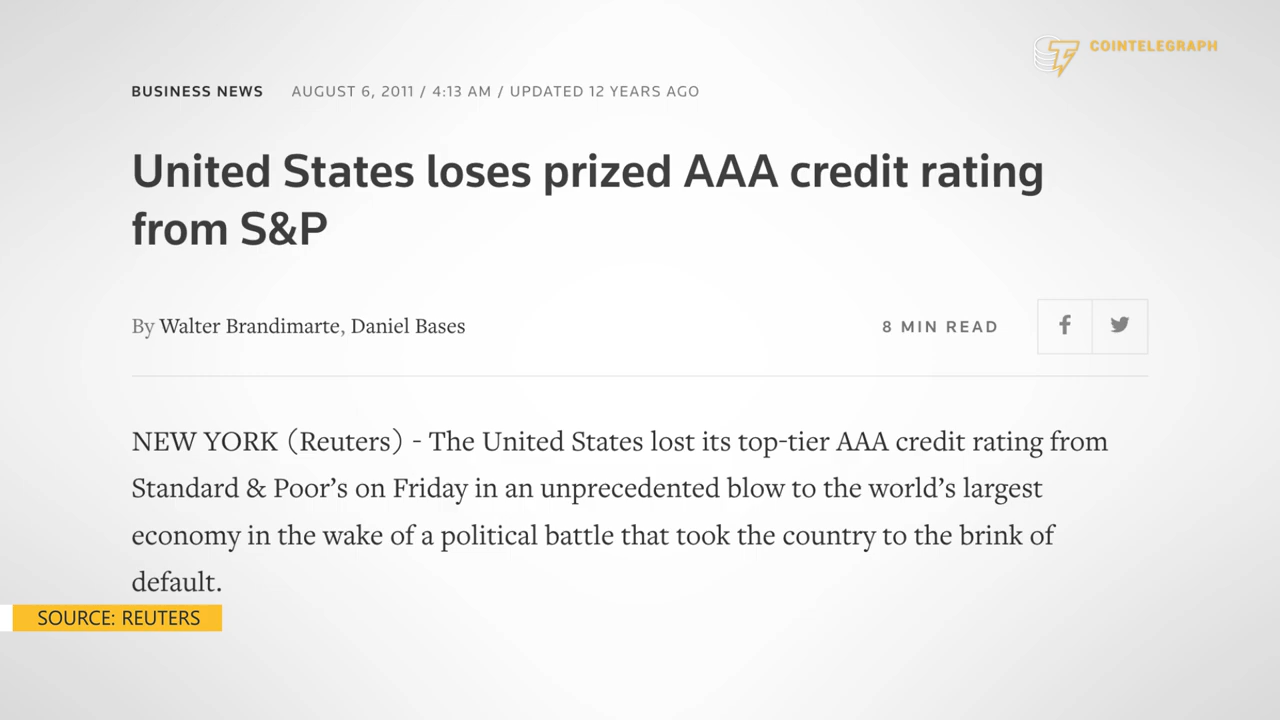 COINTELEGRAPH
BUSINESS NEWS AUGUST 6, 2011 / 4:13 AM / UPDATED 12 YEARS AGO
United States loses prized AAA credit rating
from S&P
By Walter Brandimarte, Daniel Bases 8 MIN READ
NEW YORK (Reuters) - The United States lost its top-tier AAA credit rating from
Standard & Poor’s on Friday in an unprecedented blow to the world’s largest
economy in the wake of a political battle that took the country to the brink of
default.
SOURCE: REUTERS